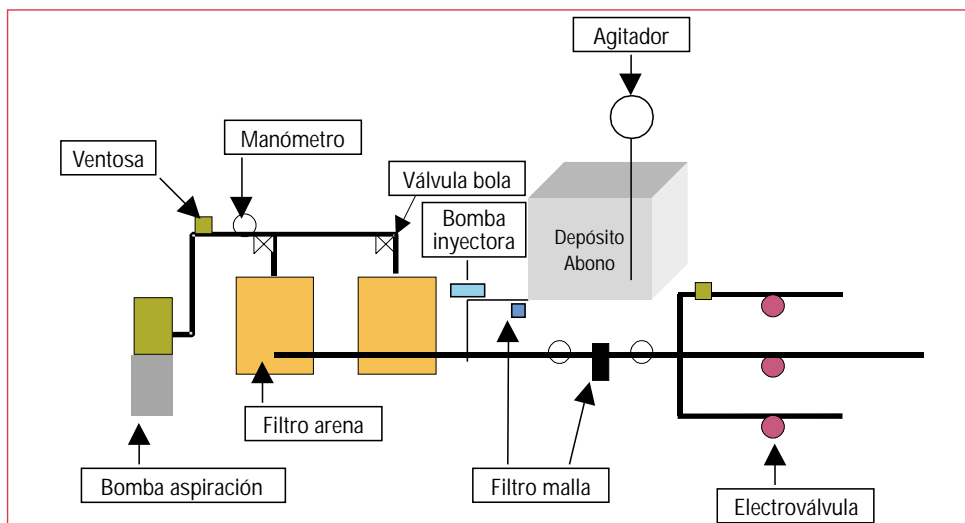 Agitador
Manómetro
Ventosa
Válvula bola
Bomba
inyectora
Depósito
Abono
Filtro arena
Bomba aspiración
Filtro malla
Electroválvula